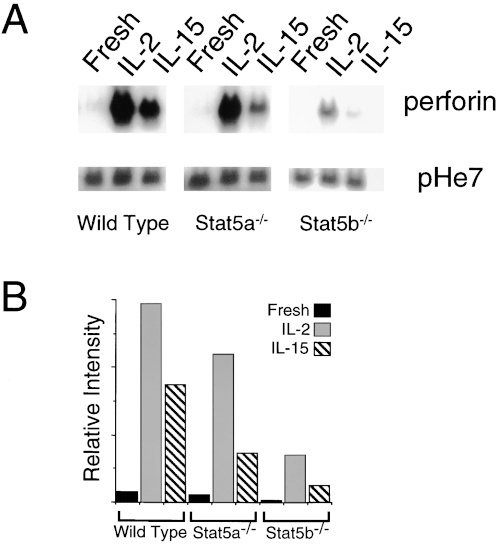 A
Fresh IL-2 IL-15 Fresh IL-2 IL-15 Fresh IL-2 IL-15
perforin
pHe7
Wild Type Stat5a-/- Stat5b-/-
B
Relative Intensity
Fresh
IL-2
IL-15
Wild Type Stat5a-/- Stat5b-/-